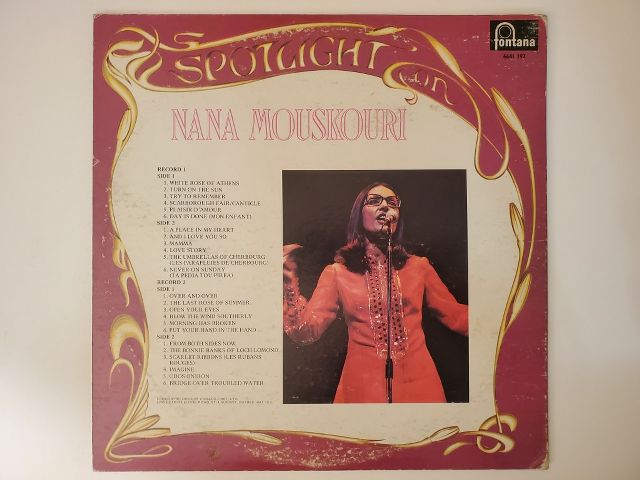 SPOTLIGHT on
fontana
6641 197
NANA MOUSKOURI
RECORD 1
SIDE 1
1. WHITE ROSE OF ATHENS
2. TURN ON THE SUN
3. TRY TO REMEMBER
4. SCARBOROUGH FAIR/CANTICLE
5. PLAISIR D'AMOUR
6. DAY IS DONE (MON ENFANT)
SIDE 2
1. A PLACE IN MY HEART
2. AND I LOVE YOU SO
3. MAMMA
4. LOVE STORY
5. THE UMBRELLAS OF CHERBOURG
(LES PARAPLUIES DE CHERBOURG)
6. NEVER ON SUNDAY
(TA PEDIA TOU PIREA)
RECORD 2
SIDE 1
1. OVER AND OVER
2. THE LAST ROSE OF SUMMER
3. OPEN YOUR EYES
4. BLOW THE WIND SOUTHERLY
5. MORNING HAS BROKEN
6. PUT YOUR HAND IN THE HAND
SIDE 2
1. FROM BOTH SIDES NOW
2. THE BONNIE BANKS OF LOCH LOMOND
3. SCARLET RIBBONS (LES RUBANS
ROUGES)
4. IMAGINE
5. ODOS ONIRON
6. BRIDGE OVER TROUBLED WATER